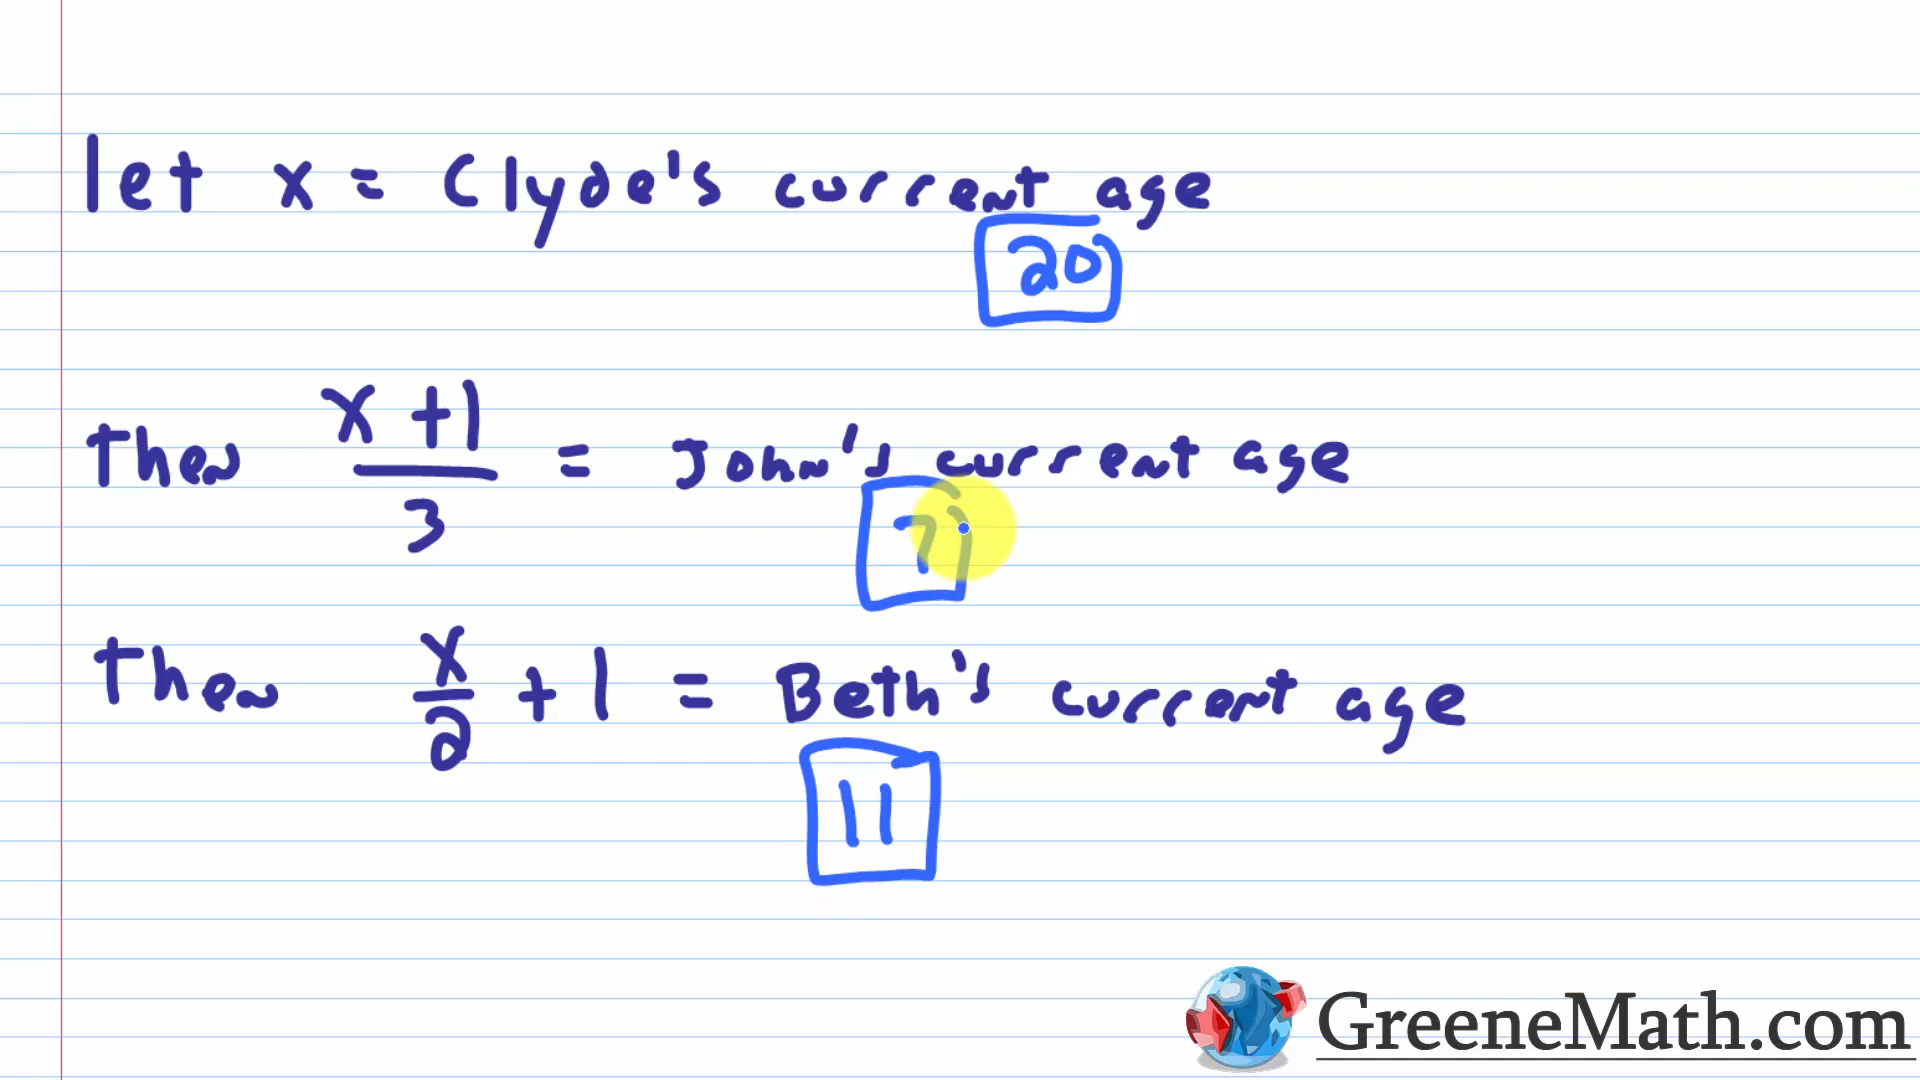 let x = Clyde's current age
20
Then (x+1)/3 = John's current age
7
Then x/2 + 1 = Beth's current age
11
GreeneMath.com